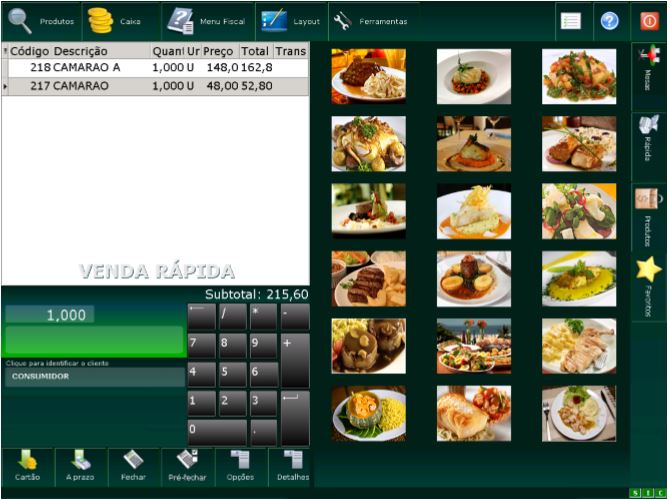 Produtos Caixa Menu Fiscal Layout Ferramentas
Código Descrição Quant Ur Preço Total Trans
218 CAMARAO A 1,000 U 148,0 162,8
217 CAMARAO 1,000 U 48,00 52,80
VENDA RÁPIDA
Subtotal: 215,60
1,000
/ * -
7 8 9 +
Clique para identificar o cliente
CONSUMIDOR
4 5 6
1 2 3
0 .
Cartão A prazo Fechar Pré-fechar Opções Detalhes
Mesas
Rápida
Produtos
Favoritos
S I C